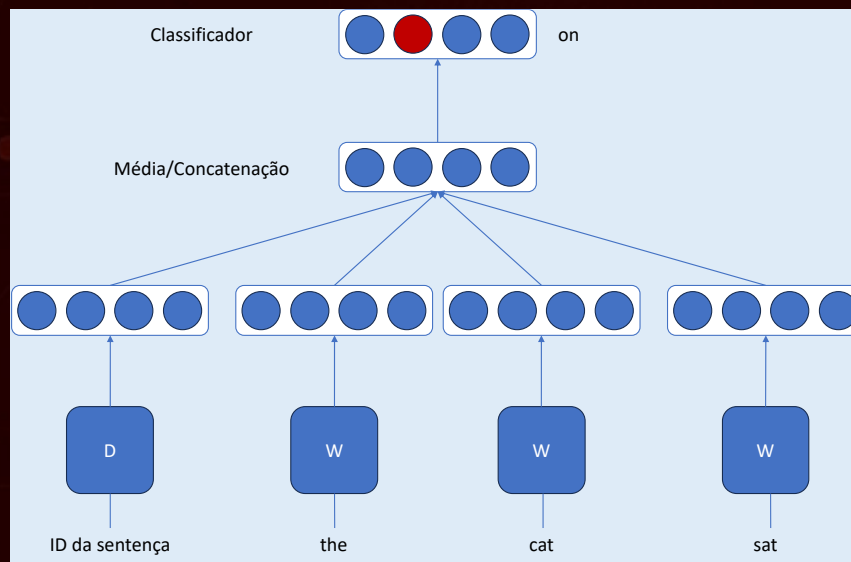 Classificador
on
Média/Concatenação
D
W
W
W
ID da sentença
the
cat
sat